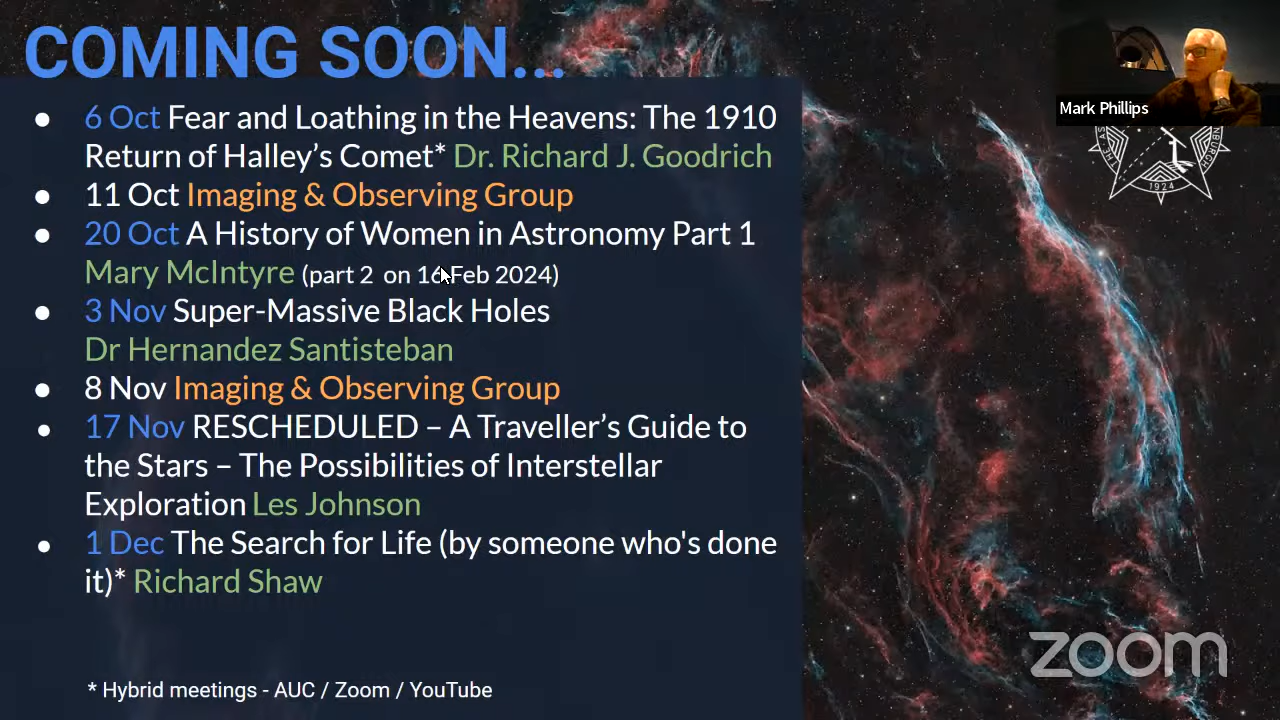 COMING SOON...
Mark Phillips
• 6 Oct Fear and Loathing in the Heavens: The 1910
Return of Halley’s Comet* Dr. Richard J. Goodrich
• 11 Oct Imaging & Observing Group
• 20 Oct A History of Women in Astronomy Part 1
Mary McIntyre (part 2 on 16 Feb 2024)
• 3 Nov Super-Massive Black Holes
Dr Hernandez Santisteban
• 8 Nov Imaging & Observing Group
• 17 Nov RESCHEDULED – A Traveller’s Guide to
the Stars – The Possibilities of Interstellar
Exploration Les Johnson
• 1 Dec The Search for Life (by someone who's done
it)* Richard Shaw
* Hybrid meetings - AUC / Zoom / YouTube
1924
zoom